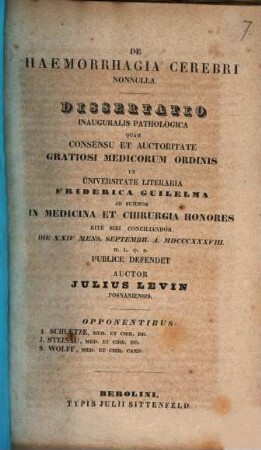 7
DE
HAEMORRHAGIA CEREBRI
NONNULLA
DISSERTATIO
INAUGURALIS PATHOLOGICA
QUAM
CONSENSU ET AUCTORITATE
GRATIOSI MEDICORUM ORDINIS
IN
UNIVERSITATE LITERARIA
FRIDERICA GUILELMA
AD SUMMOS
IN MEDICINA ET CHIRURGIA HONORES
RITE SIBI CONCILIANDOS
DIE XXIV MENS. SEPTEMBR. A. MDCCCXXXVIII.
H. L. Q. S.
PUBLICE DEFENDET
AUCTOR
JULIUS LEVIN
POSNANIENSIS.
OPPONENTIBUS:
A. SCHUETZE, MED. ET CHIR. DR.
J. STEINAU, MED. ET CHIR. DD.
S. WOLFF, MED. ET CHIR. CAND.
BEROLINI,
TYPIS JULII SITTENFELD.